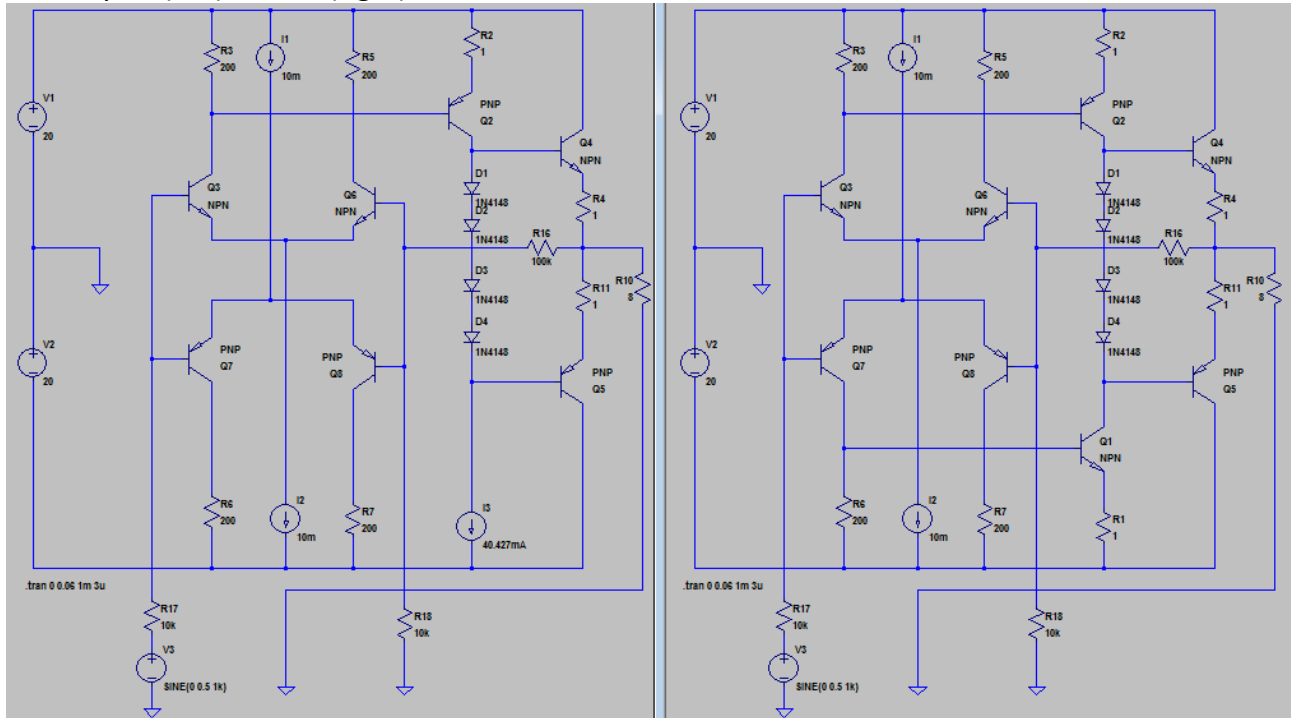 R3
200
I1
10m
R5
200
R2
1
V1
20
PNP
Q2
Q4
NPN
Q3
NPN
Q6
NPN
D1
1N4148
D2
1N4148
R4
1
R16
100k
D3
1N4148
R11
1
R10
8
D4
1N4148
V2
20
PNP
Q7
PNP
Q8
PNP
Q5
R6
200
I2
10m
R7
200
I3
40.427mA
.tran 0 0.06 1m 3u
R17
10k
R18
10k
V3
SINE(0 0.5 1k)
R3
200
I1
10m
R5
200
R2
1
V1
20
PNP
Q2
Q4
NPN
Q3
NPN
Q6
NPN
D1
1N4148
D2
1N4148
R4
1
R16
100k
D3
1N4148
R11
1
R10
8
D4
1N4148
V2
20
PNP
Q7
PNP
Q8
PNP
Q5
Q1
NPN
R6
200
I2
10m
R7
200
R1
1
.tran 0 0.06 1m 3u
R17
10k
R18
10k
V3
SINE(0 0.5 1k)